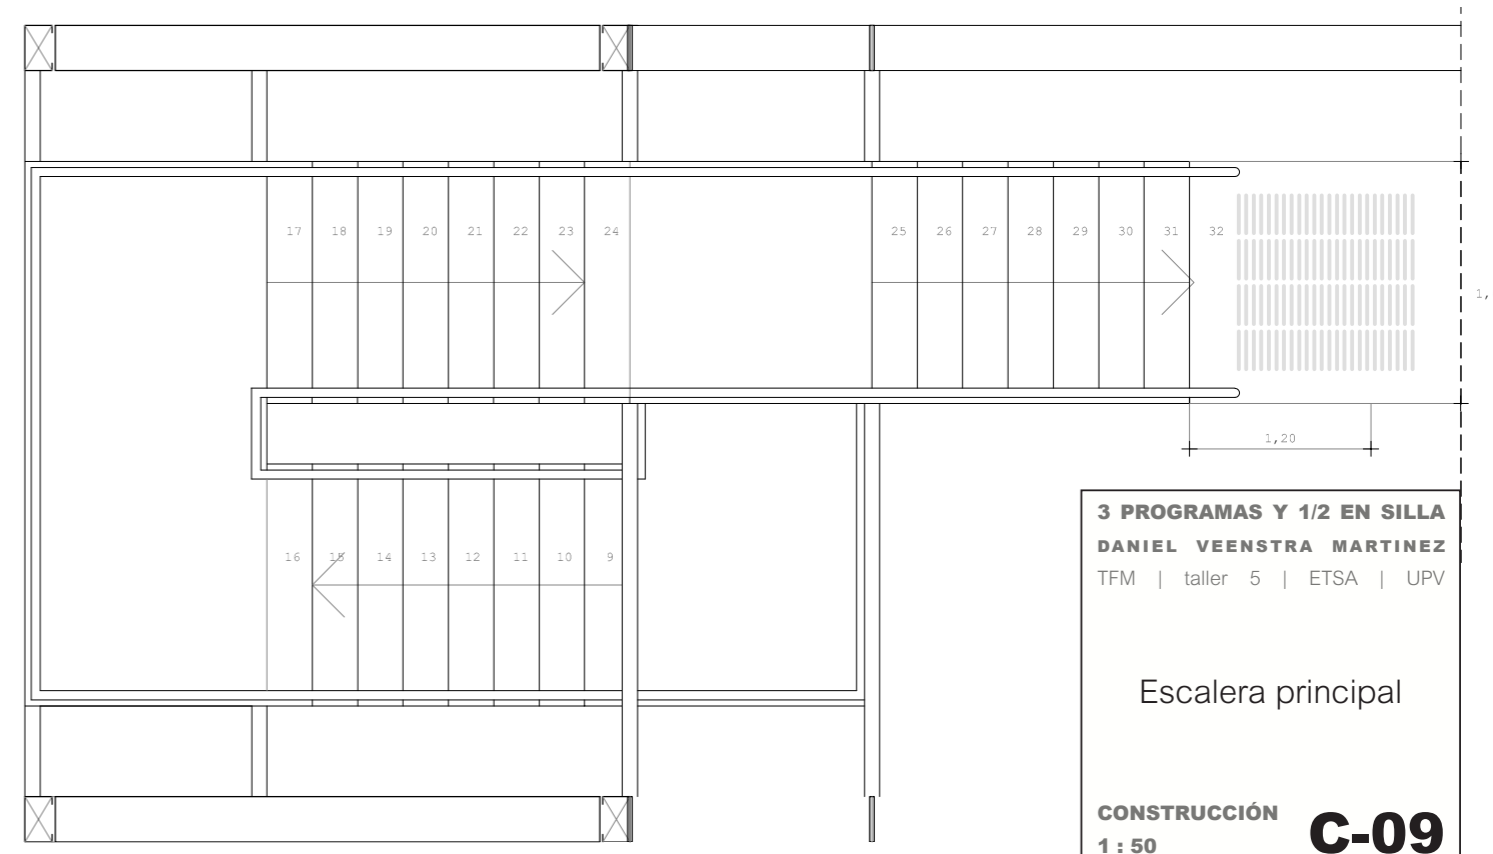 17 18 19 20 21 22 23 24 25 26 27 28 29 30 31 32
1,
1,20
16 15 14 13 12 11 10 9
3 PROGRAMAS Y 1/2 EN SILLA
DANIEL VEENSTRA MARTINEZ
TFM | taller 5 | ETSA | UPV
Escalera principal
CONSTRUCCIÓN
1 : 50
C-09